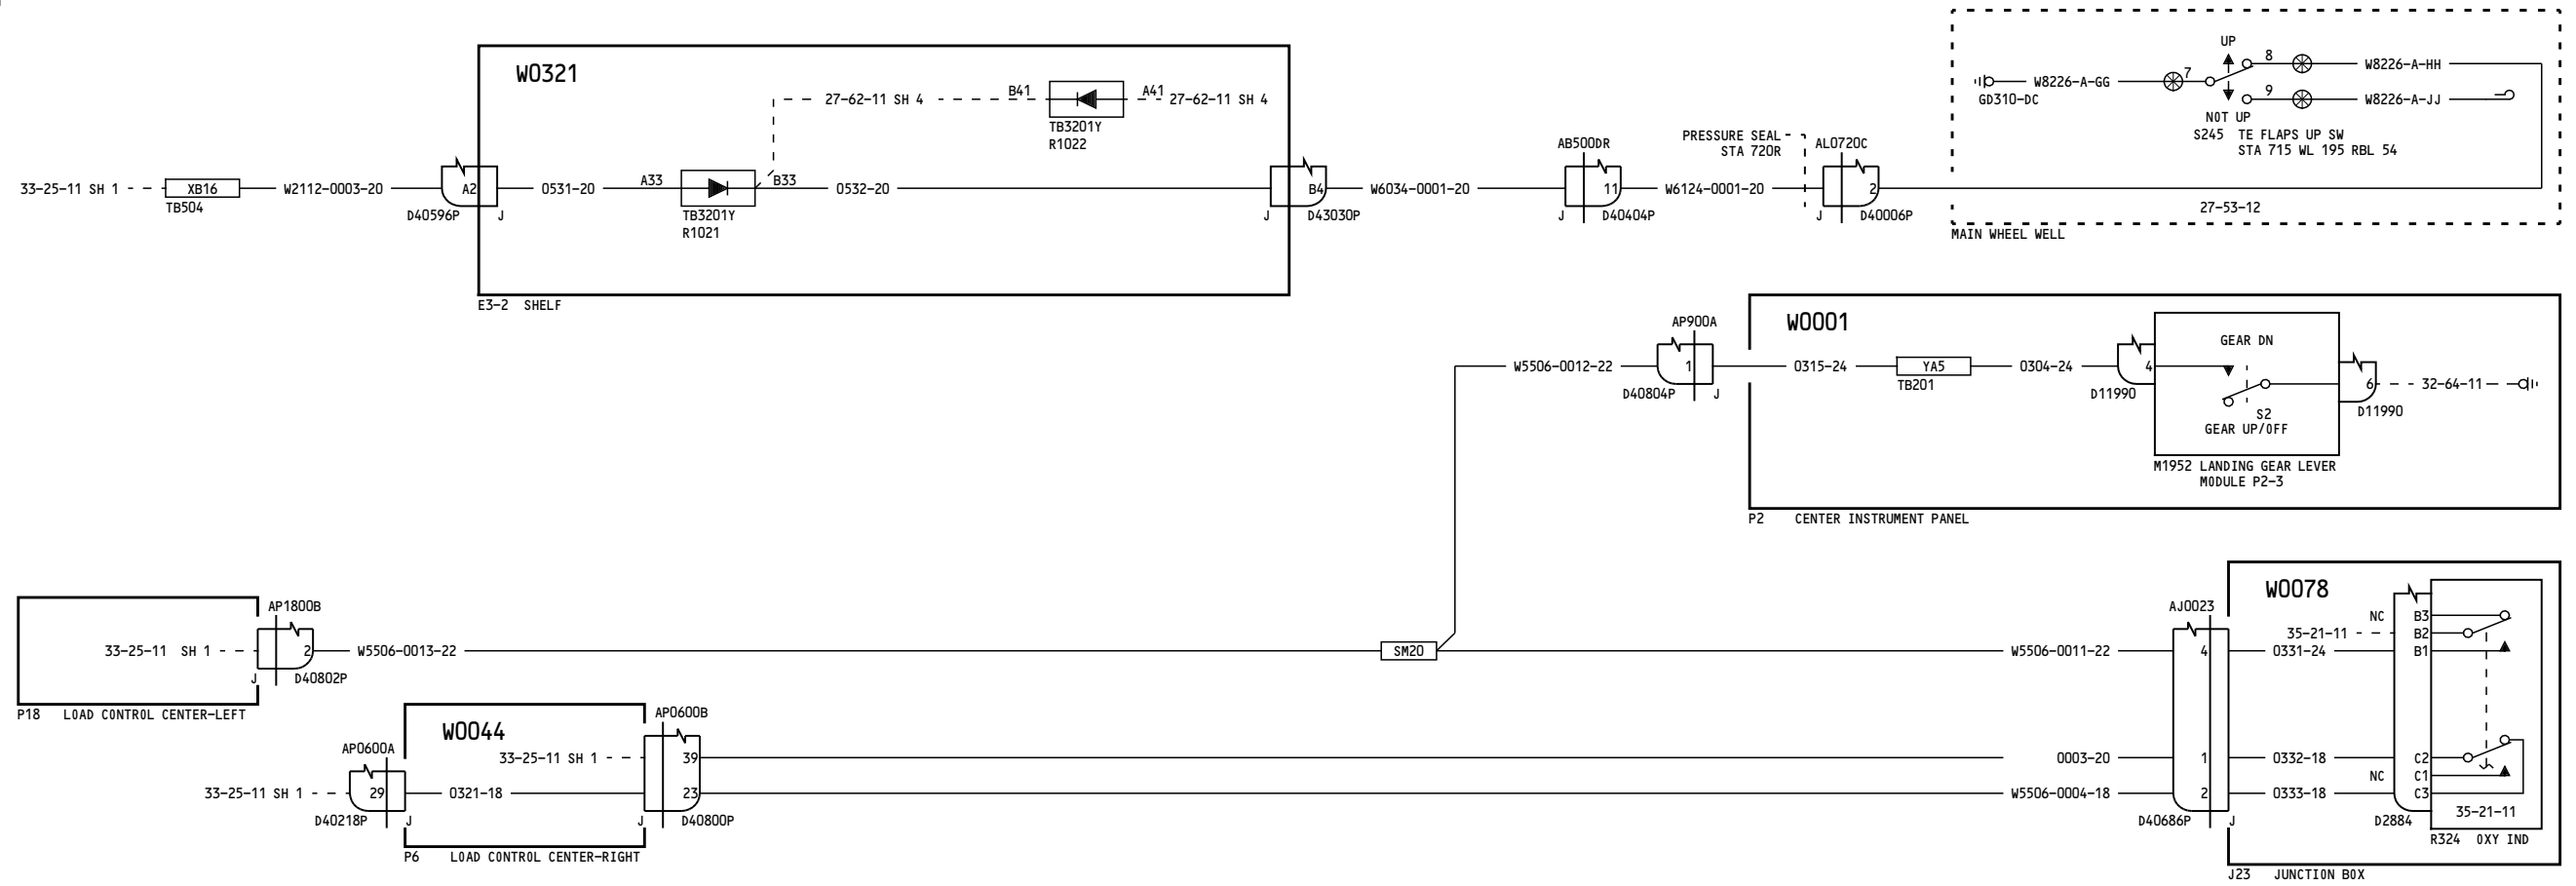 W0321
27-62-11 SH 4
B41
A41
27-62-11 SH 4
TB3201Y
R1022
33-25-11 SH 1
XB16
TB504
W2112-0003-20
A2
D40596P
J
0531-20
A33
B33
TB3201Y
R1021
0532-20
B4
J
D43030P
E3-2 SHELF
W6034-0001-20
AB500DR
11
J
D40404P
W6124-0001-20
PRESSURE SEAL
STA 720R
AL0720C
2
J
D40006P
UP
GD310-DC
W8226-A-GG
7
8
W8226-A-HH
9
W8226-A-JJ
NOT UP
S245 TE FLAPS UP SW
STA 715 WL 195 RBL 54
27-53-12
MAIN WHEEL WELL
W0001
AP900A
W5506-0012-22
1
D40804P
J
0315-24
YA5
TB201
0304-24
4
D11990
GEAR DN
S2
GEAR UP/OFF
6
D11990
32-64-11
M1952 LANDING GEAR LEVER
MODULE P2-3
P2 CENTER INSTRUMENT PANEL
33-25-11 SH 1
AP1800B
2
J
D40802P
P18 LOAD CONTROL CENTER-LEFT
W5506-0013-22
SM20
W5506-0011-22
W0044
AP0600A
33-25-11 SH 1
29
D40218P
J
33-25-11 SH 1
0321-18
AP0600B
39
23
J
D40800P
P6 LOAD CONTROL CENTER-RIGHT
0003-20
W5506-0004-18
W0078
AJ0023
4
1
2
D40686P
J
NC
35-21-11
0331-24
0332-18
NC
0333-18
B3
B2
B1
C2
C1
C3
D2884
35-21-11
R324 OXY IND
J23 JUNCTION BOX